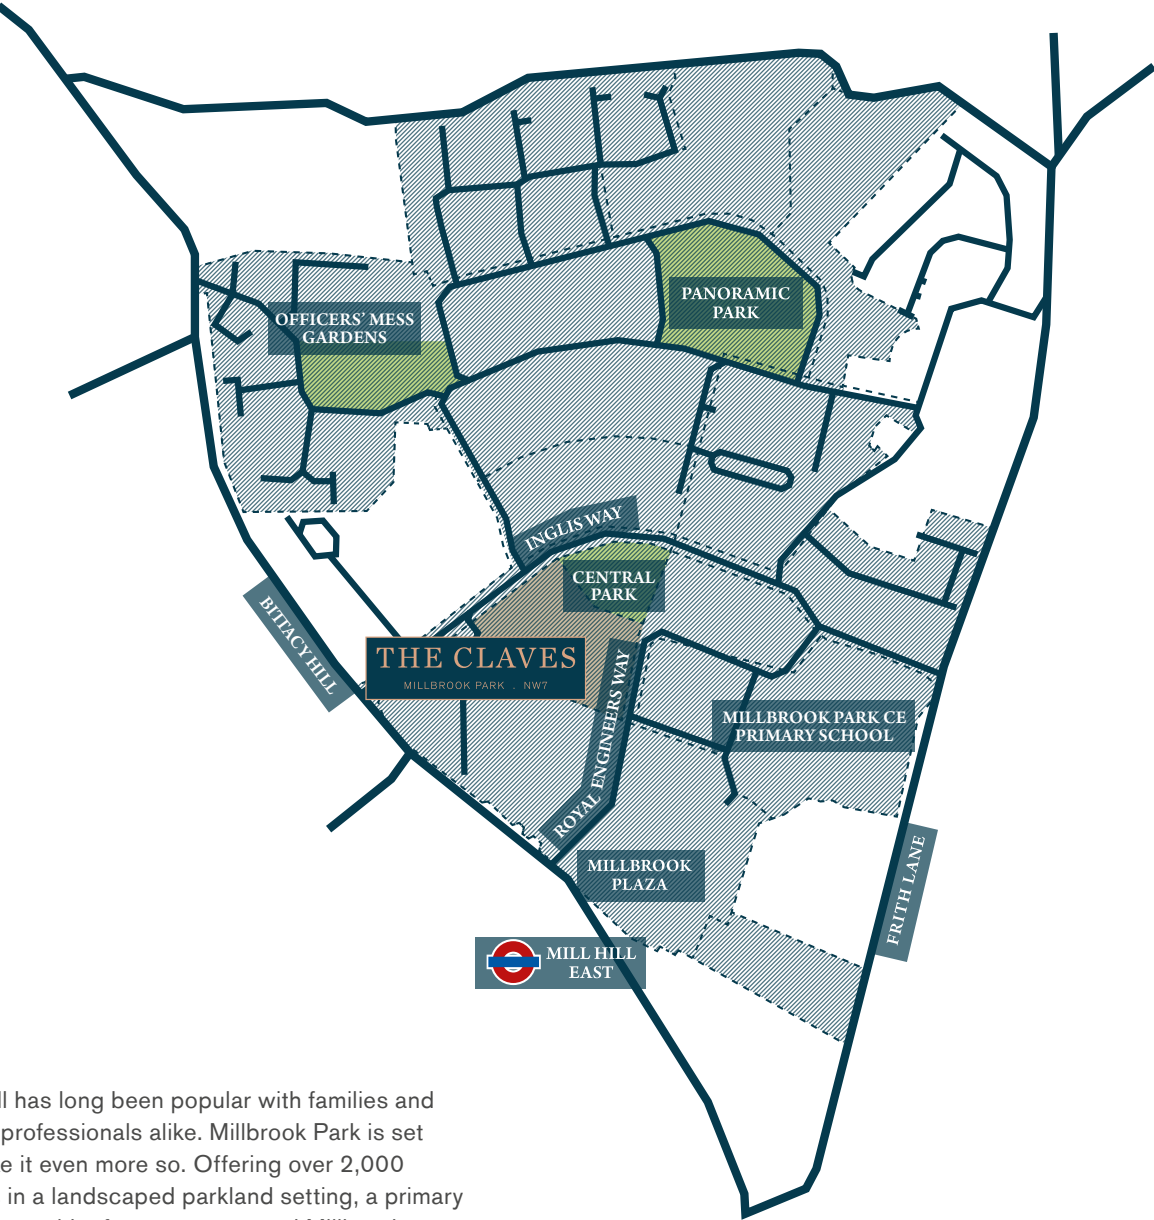 PANORAMIC
PARK
OFFICERS’ MESS
GARDENS
INGLIS WAY
CENTRAL
PARK
BITTACY HILL
THE CLAVES
MILLBROOK PARK . NW7
ROYAL ENGINEERS WAY
MILLBROOK PARK CE
PRIMARY SCHOOL
MILLBROOK
PLAZA
FRITH LANE
MILL HILL
EAST
has long been popular with families and
professionals alike. Millbrook Park is set
it even more so. Offering over 2,000
in a landscaped parkland setting, a primary